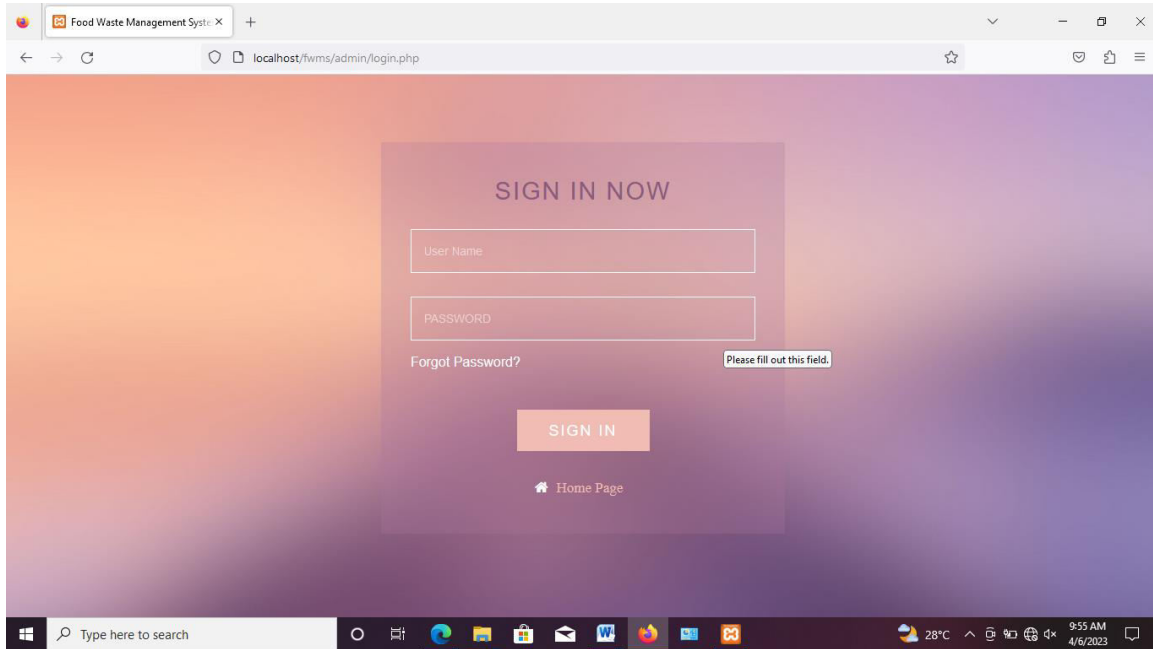 Food Waste Management Syste
localhost/fwms/admin/login.php
SIGN IN NOW
User Name
PASSWORD
Forgot Password?
Please fill out this field.
SIGN IN
Home Page
Type here to search
28°C
9:55 AM
4/6/2023